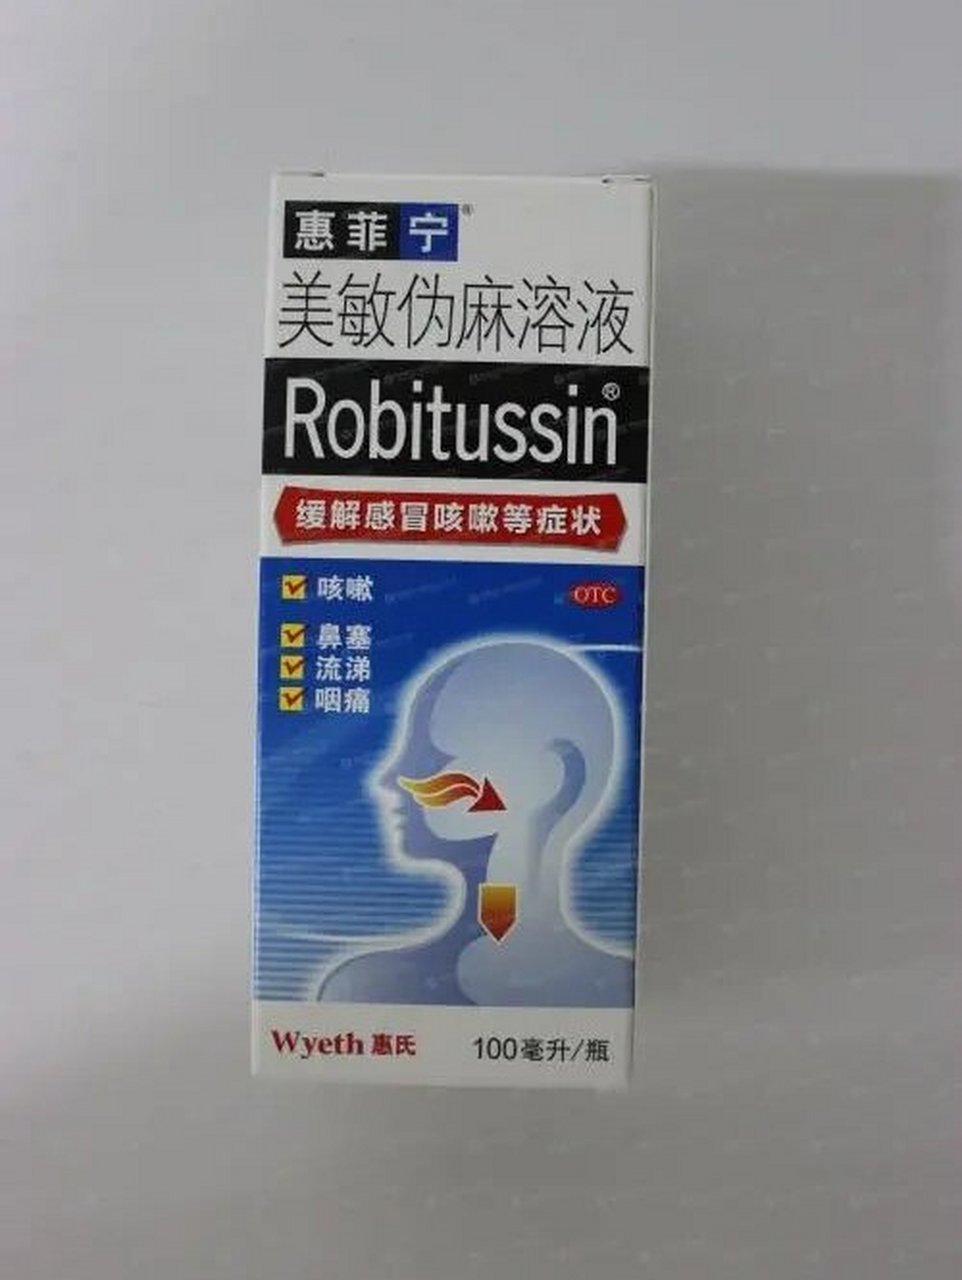 惠菲宁®
美敏伪麻溶液
Robitussin®
缓解感冒咳嗽等症状
咳嗽
OTC
鼻塞
流涕
咽痛
Wyeth 惠氏
100毫升/瓶